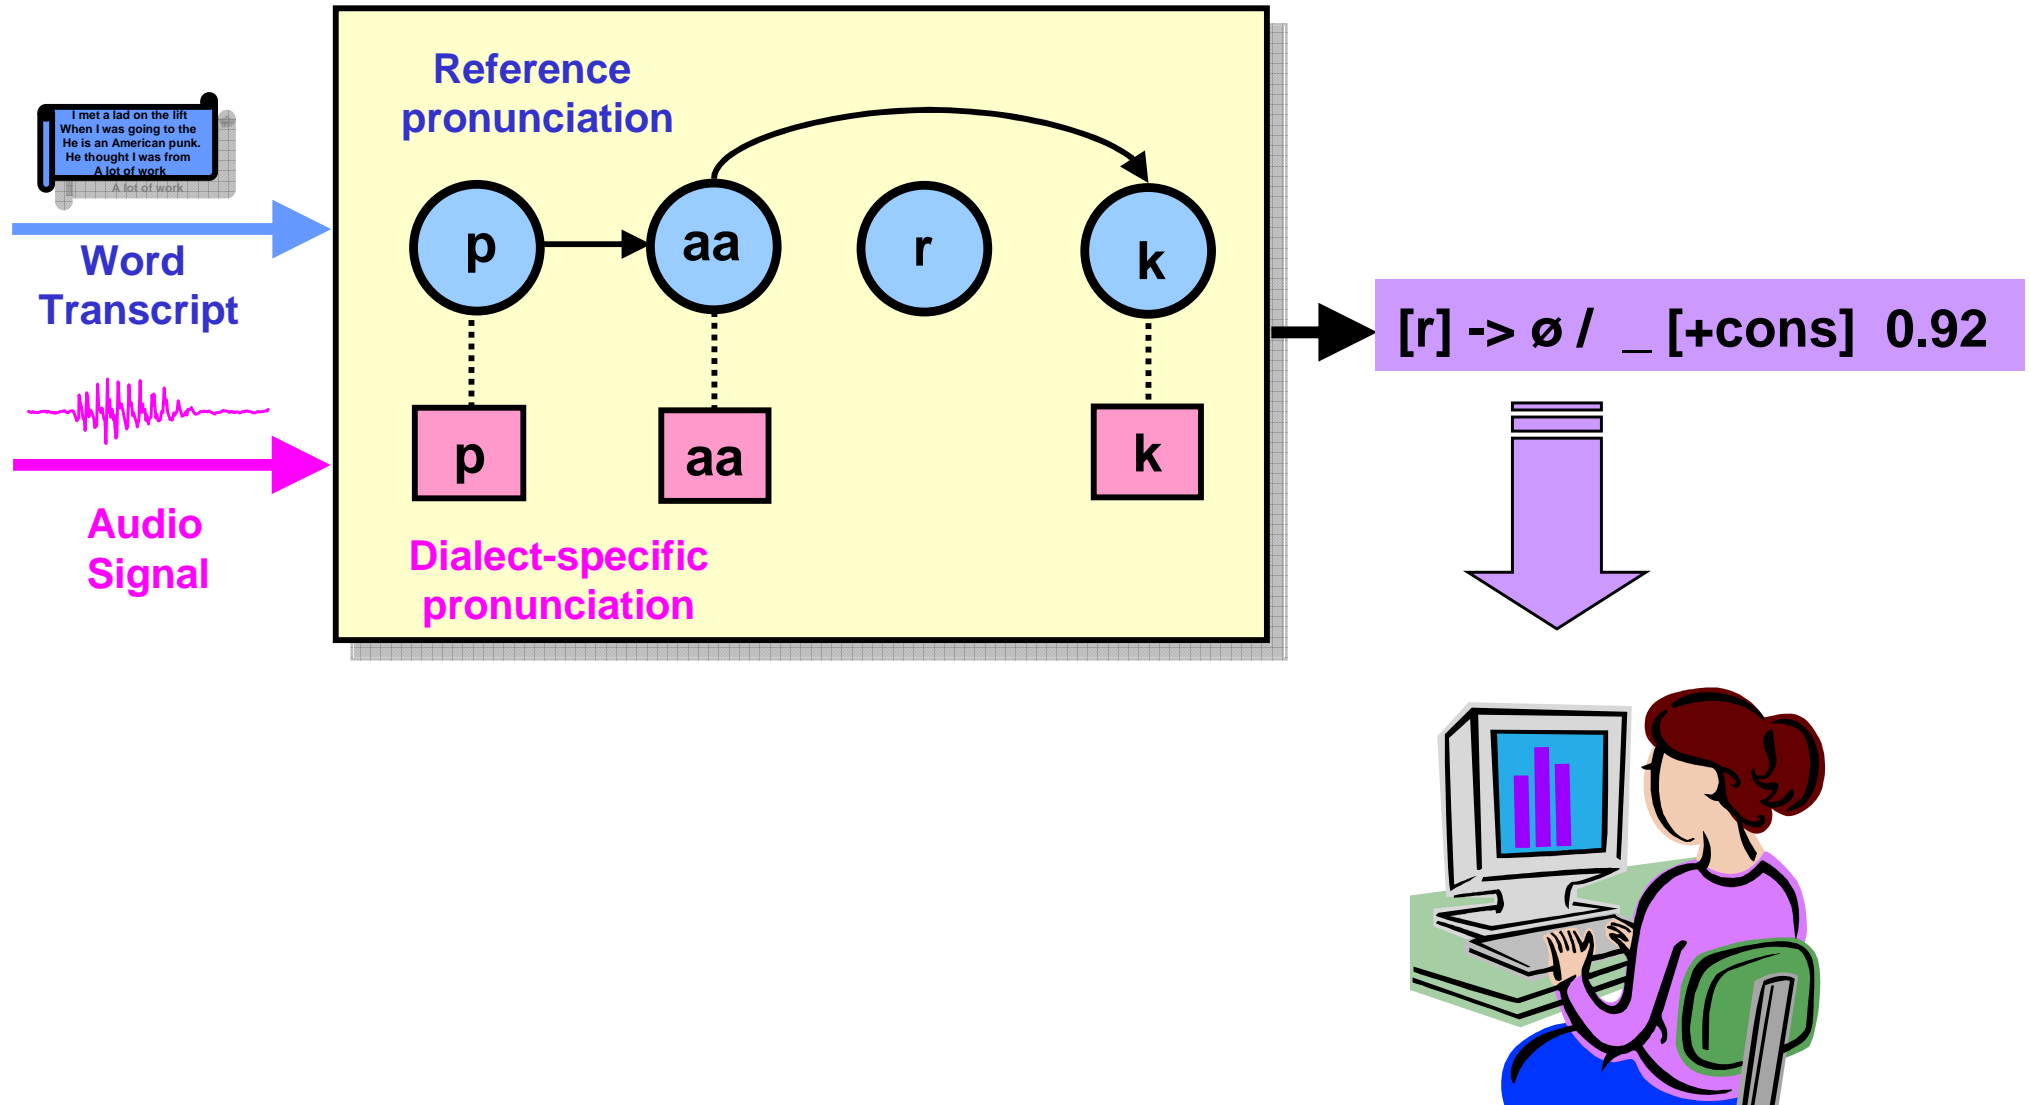 I met a lad on the lift
When I was going to the
He is an American punk.
He thought I was from
A lot of work
A lot of work
Word
Transcript
Audio
Signal
Reference
pronunciation
p
aa
r
k
p
aa
k
Dialect-specific
pronunciation
[r] -> ø / _ [+cons] 0.92